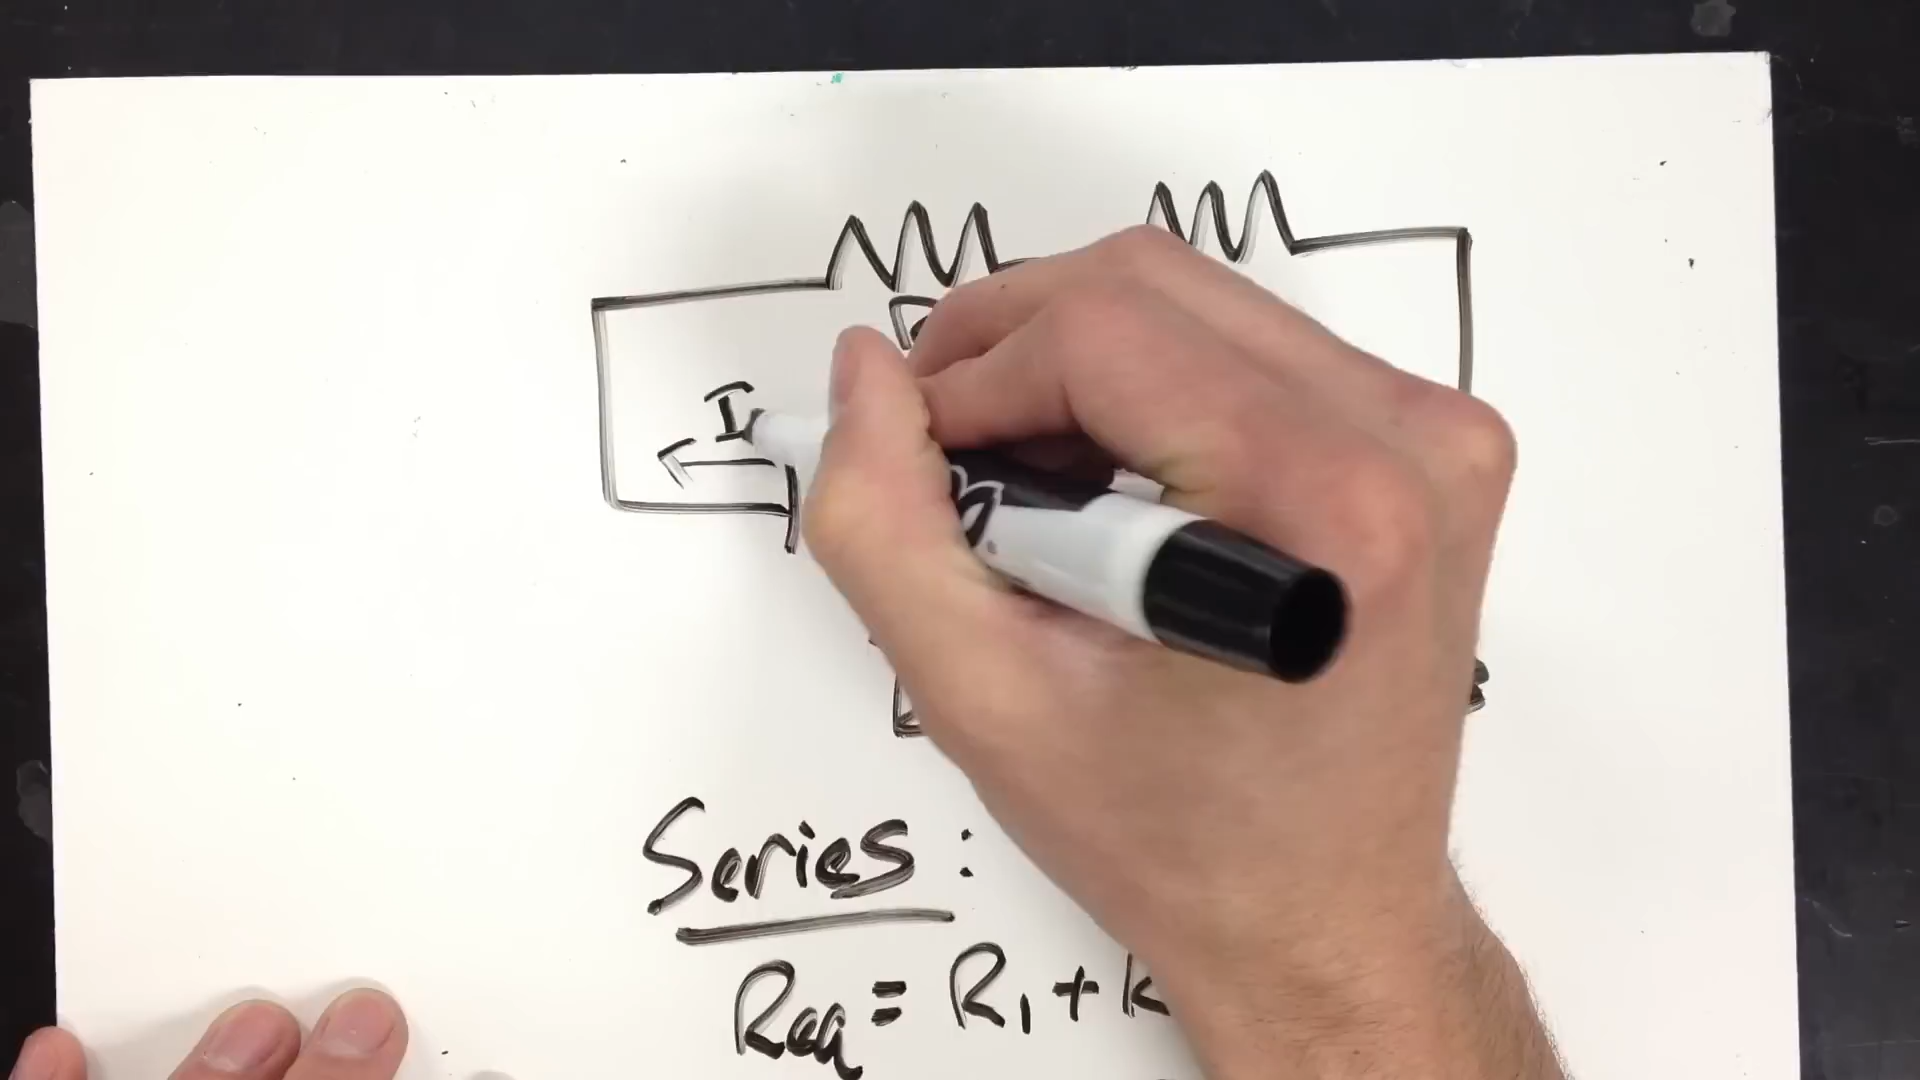 I
Series:
Req = R1 +